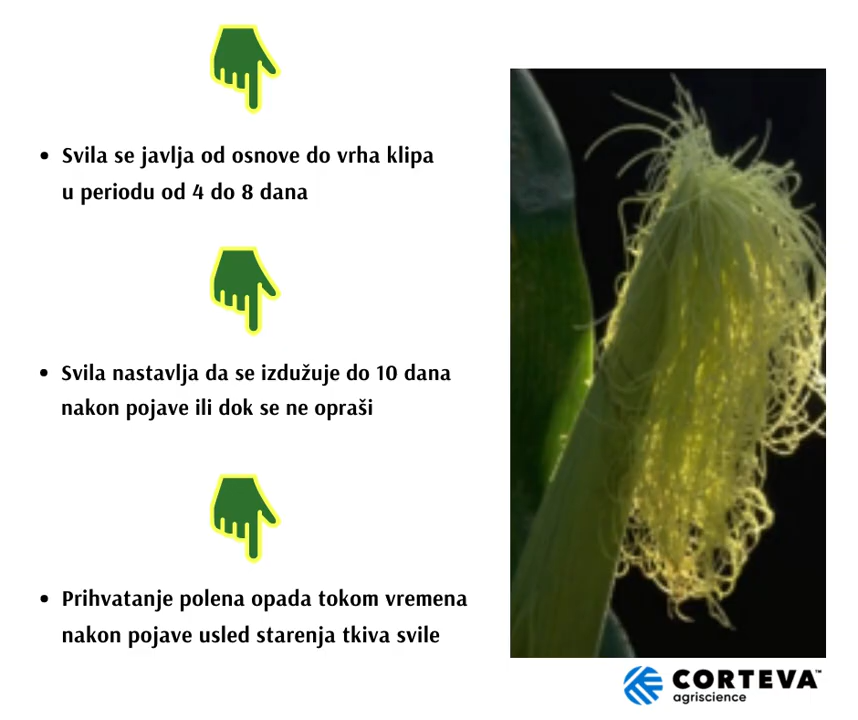 • Svila se javlja od osnove do vrha klipa
u periodu od 4 do 8 dana
• Svila nastavlja da se izdužuje do 10 dana
nakon pojave ili dok se ne opraši
• Prihvatanje polena opada tokom vremena
nakon pojave usled starenja tkiva svile
CORTEVA™
agriscience